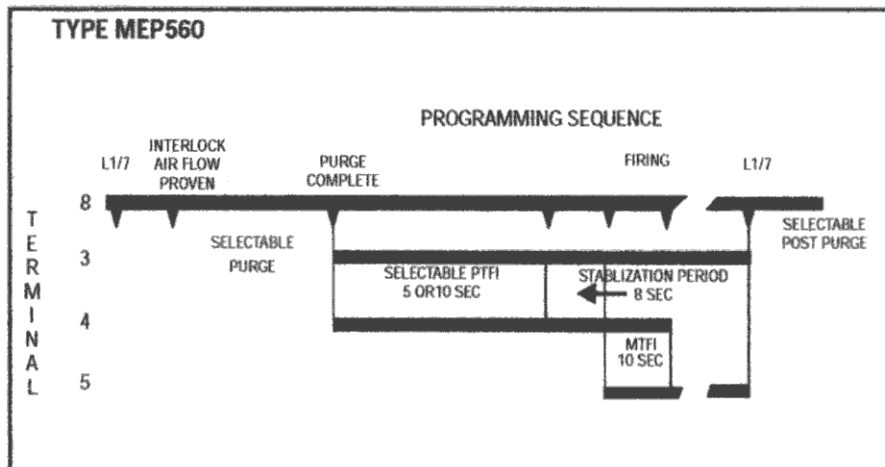 TYPE MEP560
PROGRAMMING SEQUENCE
L1/7
INTERLOCK
AIR FLOW
PROVEN
PURGE
COMPLETE
FIRING
L1/7
8
SELECTABLE
PURGE
SELECTABLE
POST PURGE
TERMINAL
3
SELECTABLE PTFI
5 OR10 SEC
STABLIZATION PERIOD
8 SEC
4
MTFI
10 SEC
5